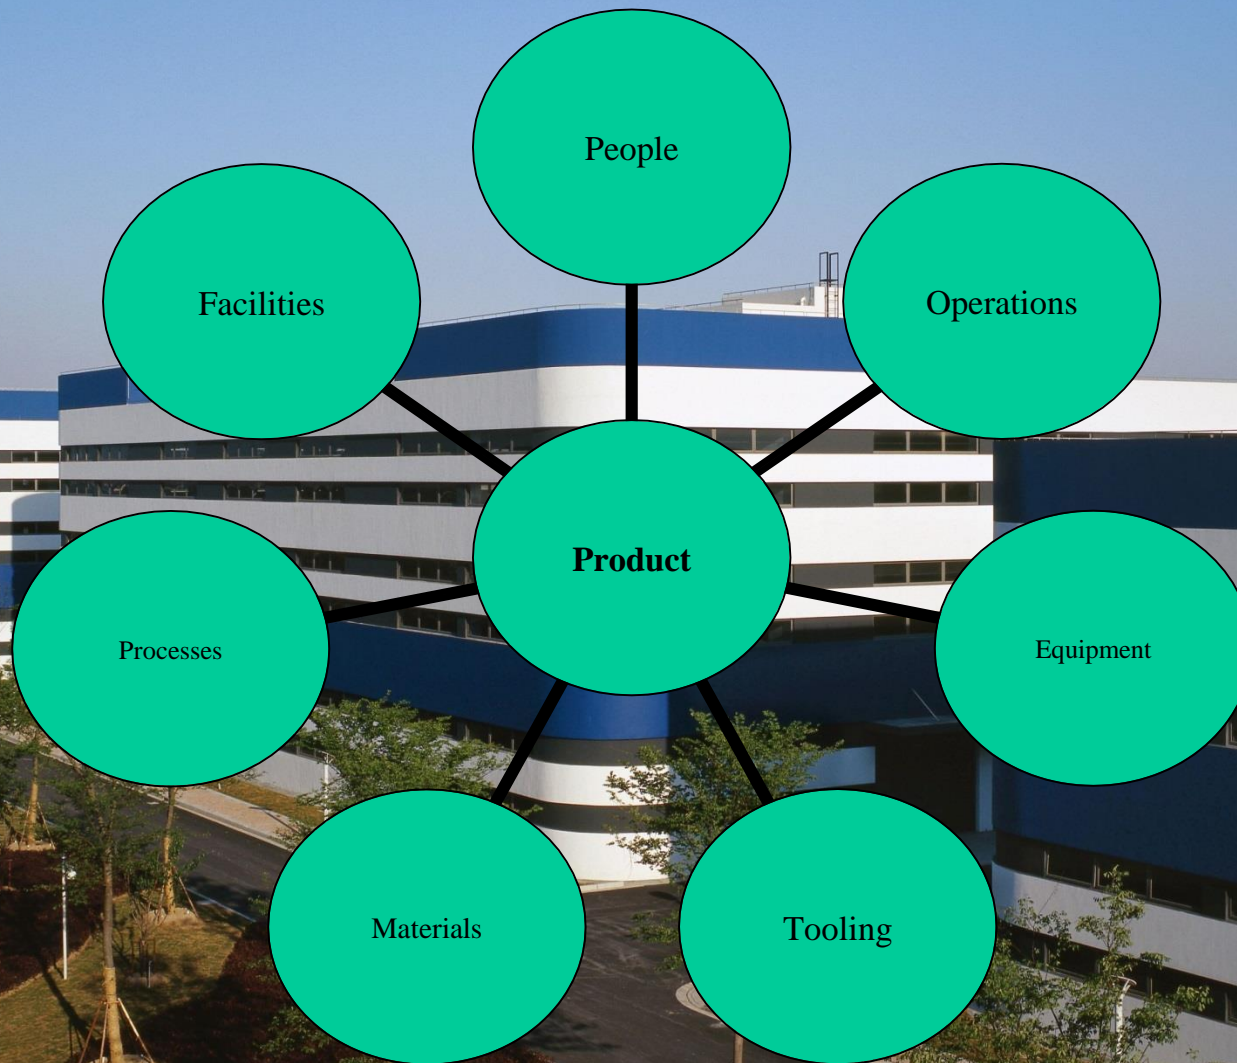 People
Facilities
Operations
Product
Processes
Equipment
Materials
Tooling